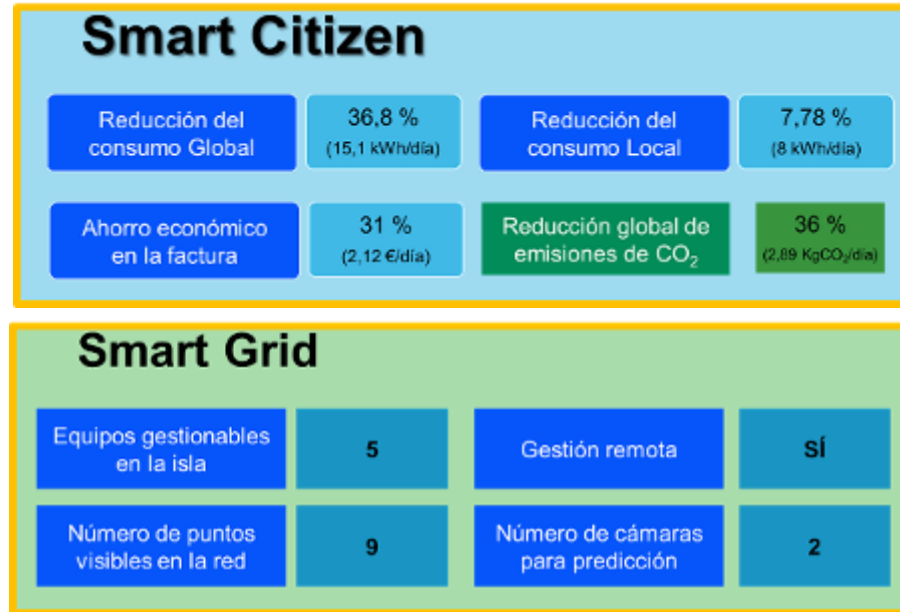 Smart Citizen
Reducción del
consumo Global
36,8 %
(15,1 kWh/día)
Reducción del
consumo Local
7,78 %
(8 kWh/día)
Ahorro económico
en la factura
31 %
(2,12 €/día)
Reducción global de
emisiones de CO₂
36 %
(2,89 KgCO₂/día)
Smart Grid
Equipos gestionables
en la isla
5
Gestión remota
SÍ
Número de puntos
visibles en la red
9
Número de cámaras
para predicción
2